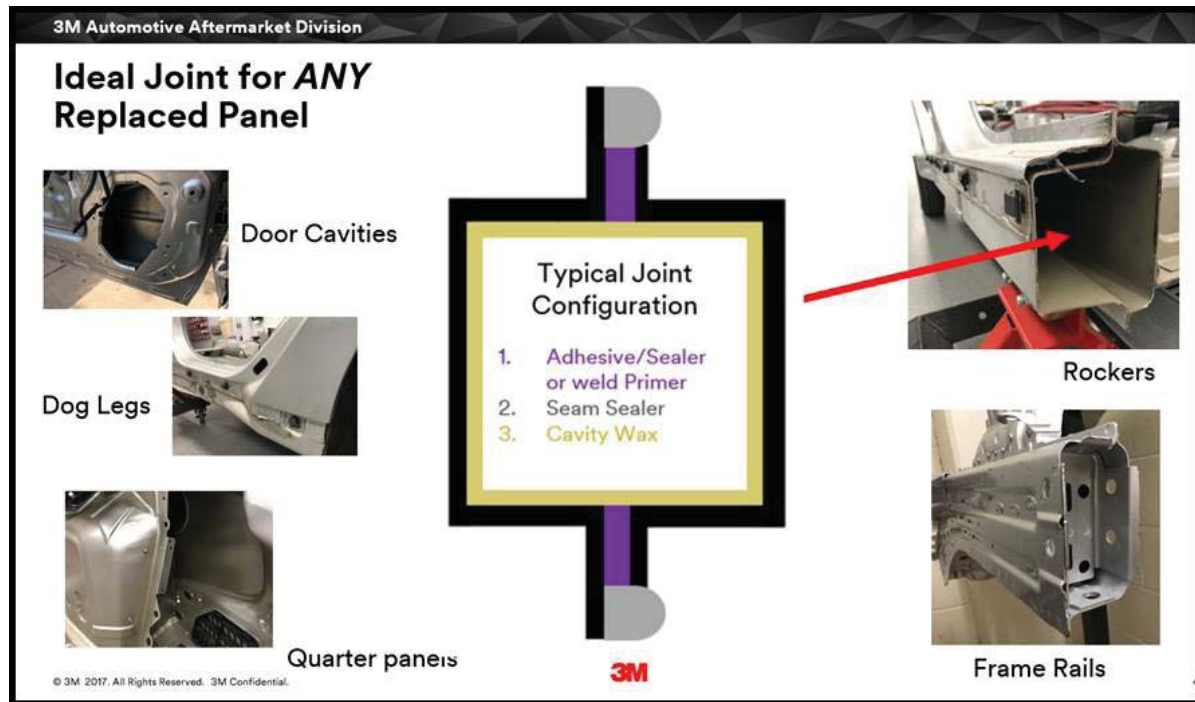 3M Automotive Aftermarket Division
Ideal Joint for ANY
Replaced Panel
Door Cavities
Dog Legs
Quarter panels
Typical Joint
Configuration
1. Adhesive/Sealer
or weld Primer
2. Seam Sealer
3. Cavity Wax
Rockers
Frame Rails
© 3M 2017. All Rights Reserved. 3M Confidential.
3M